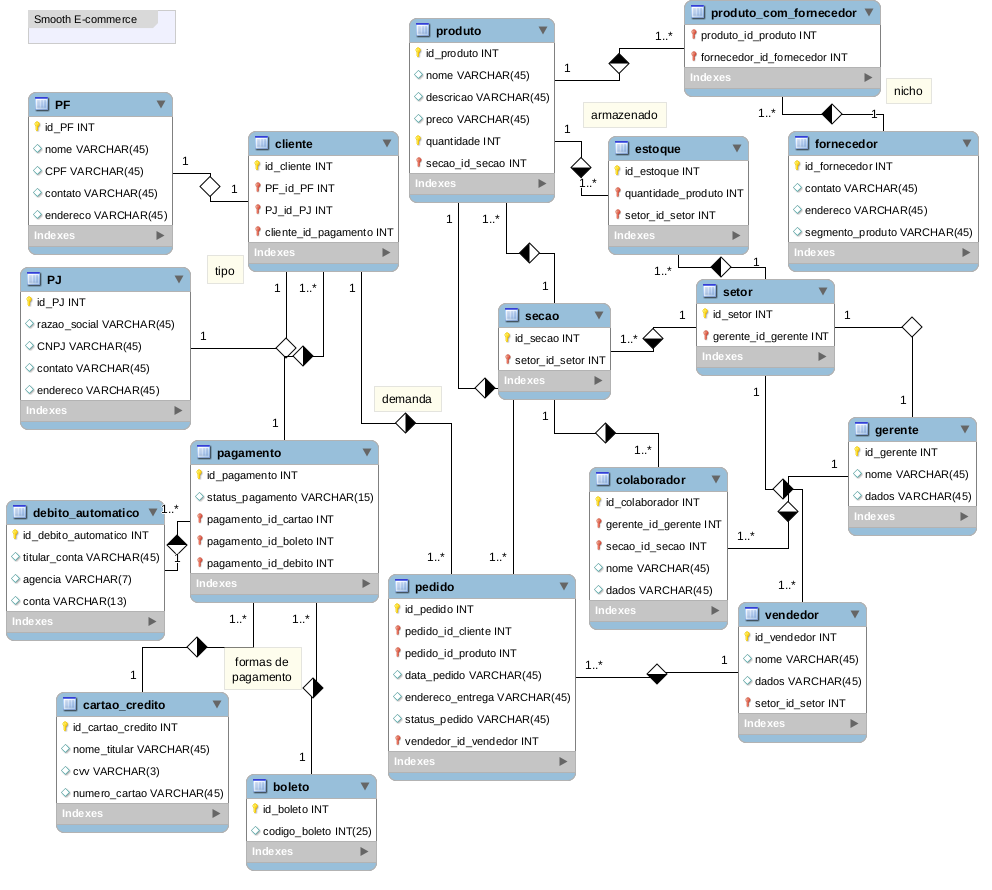 Smooth E-commerce
produto
id_produto INT
nome VARCHAR(45)
descricao VARCHAR(45)
preco VARCHAR(45)
quantidade INT
secao_id_secao INT
Indexes
produto_com_fornecedor
produto_id_produto INT
fornecedor_id_fornecedor INT
Indexes
1
1..*
nicho
1..*
1
armazenado
1
1..*
PF
id_PF INT
nome VARCHAR(45)
CPF VARCHAR(45)
contato VARCHAR(45)
endereco VARCHAR(45)
Indexes
1
1
cliente
id_cliente INT
PF_id_PF INT
PJ_id_PJ INT
cliente_id_pagamento INT
Indexes
estoque
id_estoque INT
quantidade_produto INT
setor_id_setor INT
Indexes
fornecedor
id_fornecedor INT
contato VARCHAR(45)
endereco VARCHAR(45)
segmento_produto VARCHAR(45)
Indexes
tipo
1
1..*
1
1
1..*
1
1..*
1
PJ
id_PJ INT
razao_social VARCHAR(45)
CNPJ VARCHAR(45)
contato VARCHAR(45)
endereco VARCHAR(45)
Indexes
1
1
secao
id_secao INT
setor_id_setor INT
Indexes
1..*
1
setor
id_setor INT
gerente_id_gerente INT
Indexes
1
1
demanda
1
1..*
1
1
gerente
id_gerente INT
nome VARCHAR(45)
dados VARCHAR(45)
Indexes
pagamento
id_pagamento INT
status_pagamento VARCHAR(15)
pagamento_id_cartao INT
pagamento_id_boleto INT
pagamento_id_debito INT
Indexes
colaborador
id_colaborador INT
gerente_id_gerente INT
secao_id_secao INT
nome VARCHAR(45)
dados VARCHAR(45)
Indexes
1..*
1..*
debito_automatico
id_debito_automatico INT
titular_conta VARCHAR(45)
agencia VARCHAR(7)
conta VARCHAR(13)
Indexes
1..*
1
1..*
1..*
pedido
id_pedido INT
pedido_id_cliente INT
pedido_id_produto INT
data_pedido VARCHAR(45)
endereco_entrega VARCHAR(45)
status_pedido VARCHAR(45)
vendedor_id_vendedor INT
Indexes
1..*
1
vendedor
id_vendedor INT
nome VARCHAR(45)
dados VARCHAR(45)
setor_id_setor INT
Indexes
1..*
1..*
formas de
pagamento
1
1
cartao_credito
id_cartao_credito INT
nome_titular VARCHAR(45)
cvv VARCHAR(3)
numero_cartao VARCHAR(45)
Indexes
boleto
id_boleto INT
codigo_boleto INT(25)
Indexes